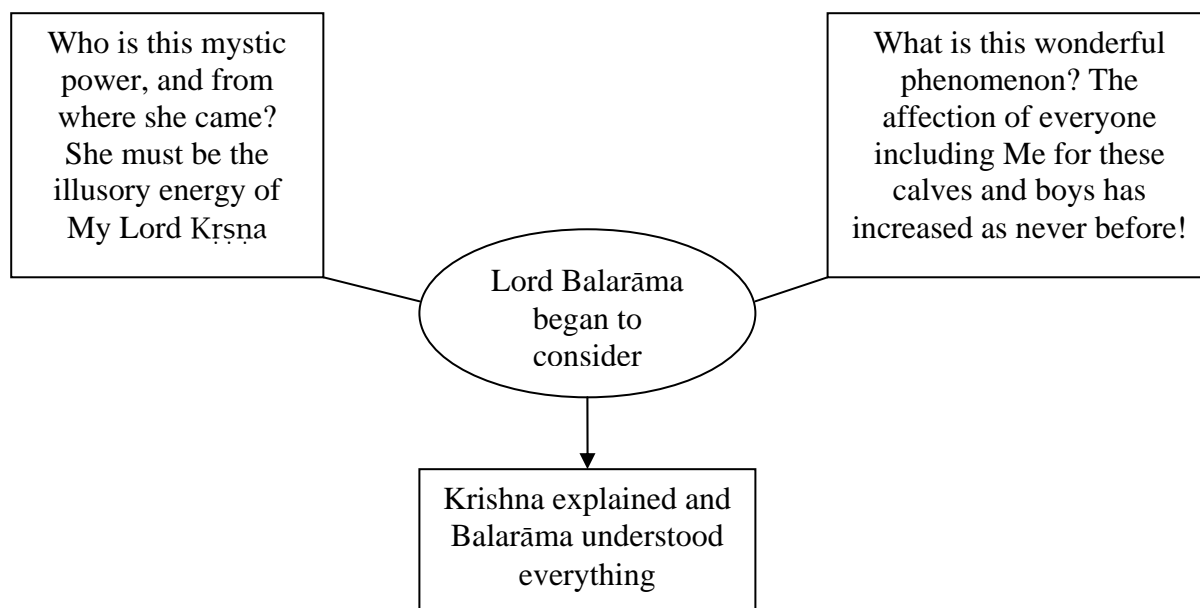 Who is this mystic
power, and from
where she came?
She must be the
illusory energy of
My Lord Kṛṣṇa
What is this wonderful
phenomenon? The
affection of everyone
including Me for these
calves and boys has
increased as never before!
Lord Balarāma
began to
consider
Krishna explained and
Balarāma understood
everything